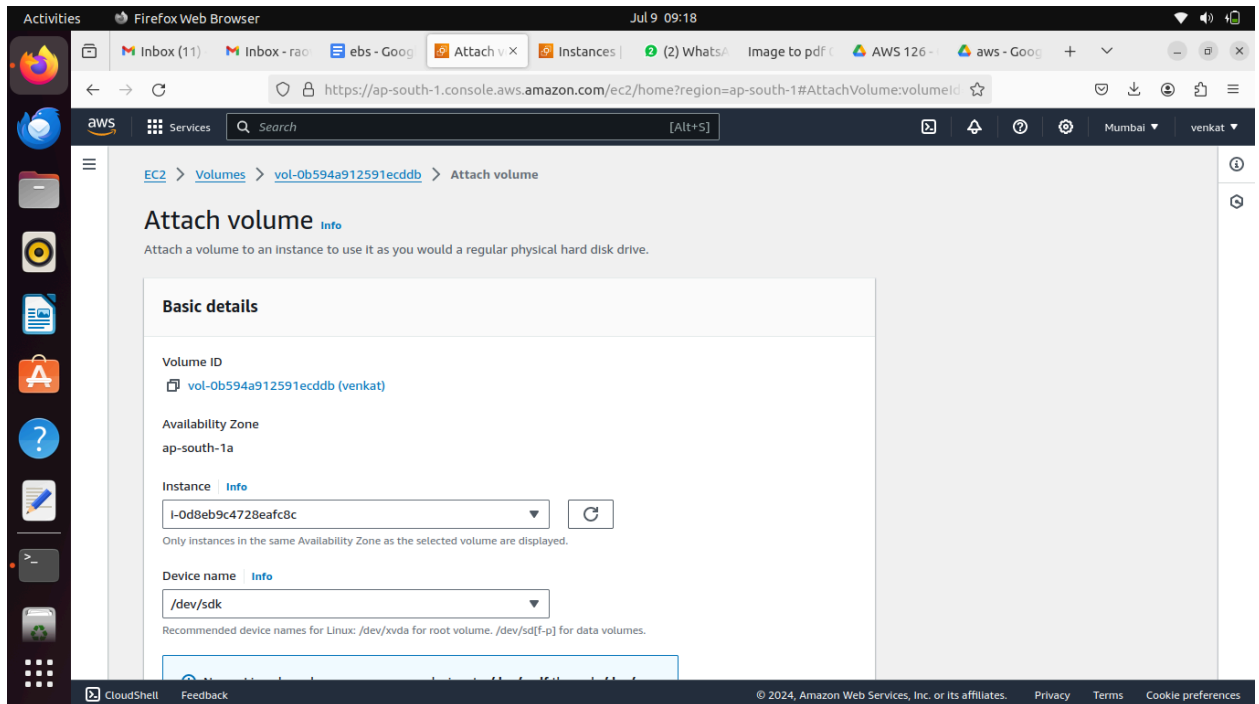 Activities Firefox Web Browser Jul 9 09:18
Inbox (11) Inbox - rao ebs - Goog Attach v × Instances | (2) WhatsA Image to pdf AWS 126 - aws - Goog
https://ap-south-1.console.aws.amazon.com/ec2/home?region=ap-south-1#AttachVolume:volumeId
aws Services Search [Alt+S] Mumbai venkat
EC2 > Volumes > vol-0b594a912591ecddb > Attach volume
Attach volume Info
Attach a volume to an instance to use it as you would a regular physical hard disk drive.
Basic details
Volume ID
vol-0b594a912591ecddb (venkat)
Availability Zone
ap-south-1a
Instance Info
i-0d8eb9c4728eafc8c
Only instances in the same Availability Zone as the selected volume are displayed.
Device name Info
/dev/sdk
Recommended device names for Linux: /dev/xvda for root volume. /dev/sd[f-p] for data volumes.
CloudShell Feedback © 2024, Amazon Web Services, Inc. or its affiliates. Privacy Terms Cookie preferences